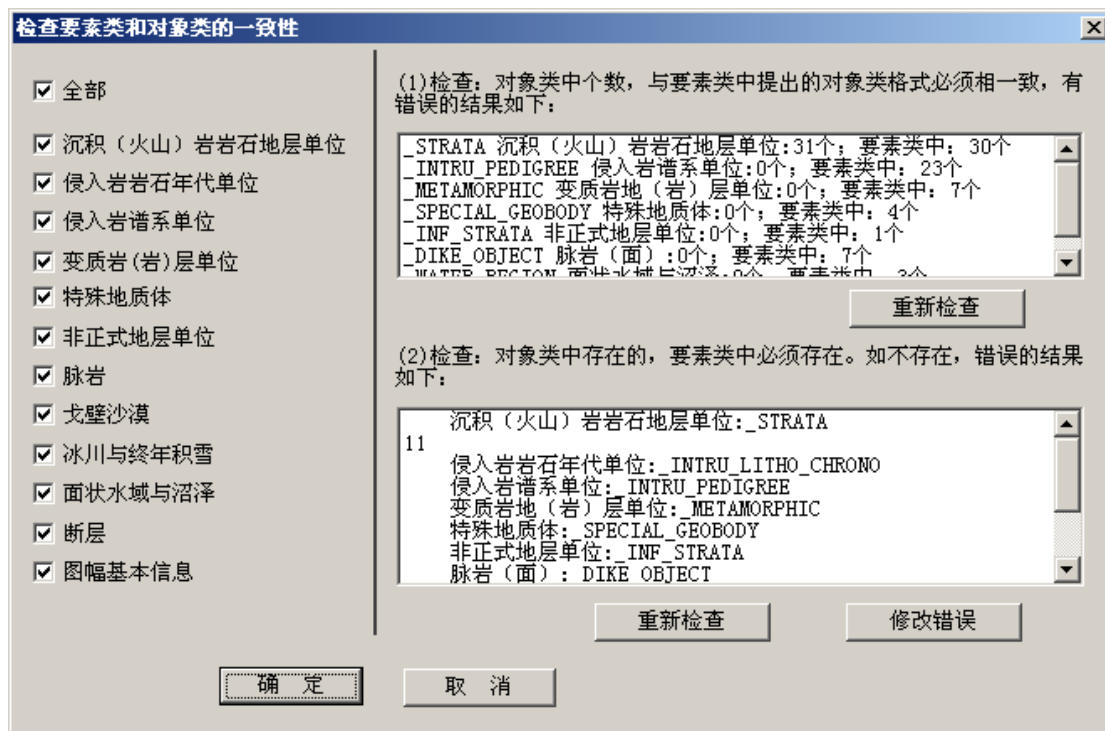 检查要素类和对象类的一致性
全部
沉积（火山）岩岩石地层单位
侵入岩岩石年代单位
侵入岩谱系单位
变质岩(岩)层单位
特殊地质体
非正式地层单位
脉岩
戈壁沙漠
冰川与终年积雪
面状水域与沼泽
断层
图幅基本信息
(1)检查：对象类中个数，与要素类中提出的对象类格式必须相一致，有
错误的结果如下：
_STRATA 沉积（火山）岩岩石地层单位:31个；要素类中：30个
_INTRU_PEDIGREE 侵入岩谱系单位:0个；要素类中：23个
_METAMORPHIC 变质岩地（岩）层单位:0个；要素类中：7个
_SPECIAL_GEOBODY 特殊地质体:0个；要素类中：4个
_INF_STRATA 非正式地层单位:0个；要素类中：1个
_DIKE_OBJECT 脉岩（面）:0个；要素类中：7个
_WATER_REGION 面状水域与沼泽:0个；要素类中：3个
重新检查
(2)检查：对象类中存在的，要素类中必须存在。如不存在，错误的结果
如下：
沉积（火山）岩岩石地层单位:_STRATA
11
侵入岩岩石年代单位:_INTRU_LITHO_CHRONO
侵入岩谱系单位:_INTRU_PEDIGREE
变质岩地（岩）层单位:_METAMORPHIC
特殊地质体:_SPECIAL_GEOBODY
非正式地层单位:_INF_STRATA
脉岩（面）:_DIKE_OBJECT
重新检查
修改错误
确 定
取 消